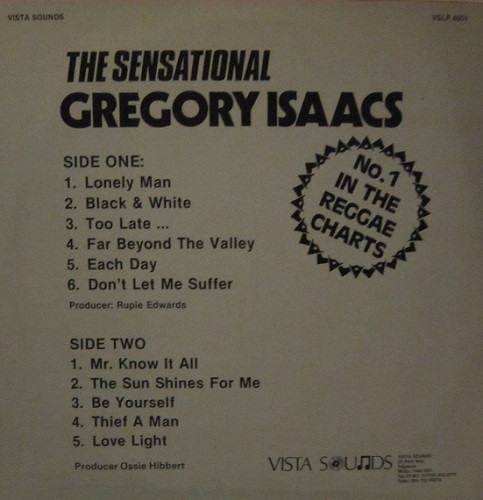 VISTA SOUNDS
THE SENSATIONAL
GREGORY ISAACS
SIDE ONE:
1. Lonely Man
2. Black & White
3. Too Late ...
4. Far Beyond The Valley
5. Each Day
6. Don't Let Me Suffer
Producer: Rupie Edwards
NO. 1
IN THE
REGGAE
CHARTS
SIDE TWO
1. Mr. Know It All
2. The Sun Shines For Me
3. Be Yourself
4. Thief A Man
5. Love Light
Producer Ossie Hibbert
VISTA SOUNDS
VISTA SOUNDS